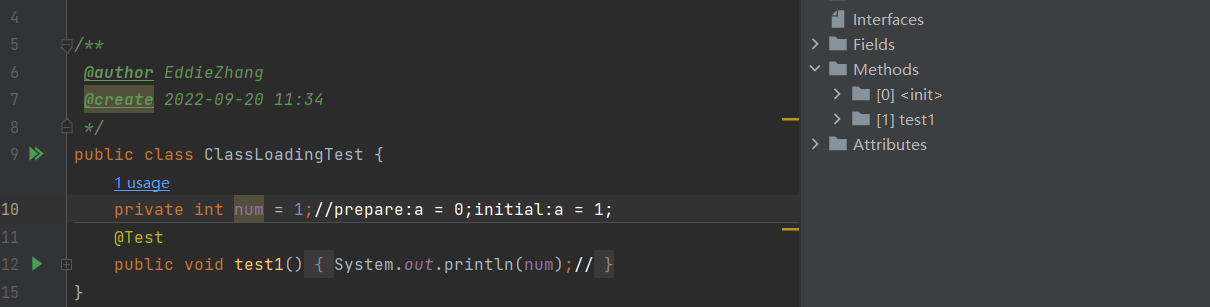 4
5 /**
6 @author EddieZhang
7 @create 2022-09-20 11:34
8 */
9 public class ClassLoadingTest {
1 usage
10 private int num = 1;//prepare:a = 0;initial:a = 1;
11 @Test
12 public void test1() { System.out.println(num);// }
15 }
Interfaces
Fields
Methods
[0] <init>
[1] test1
Attributes